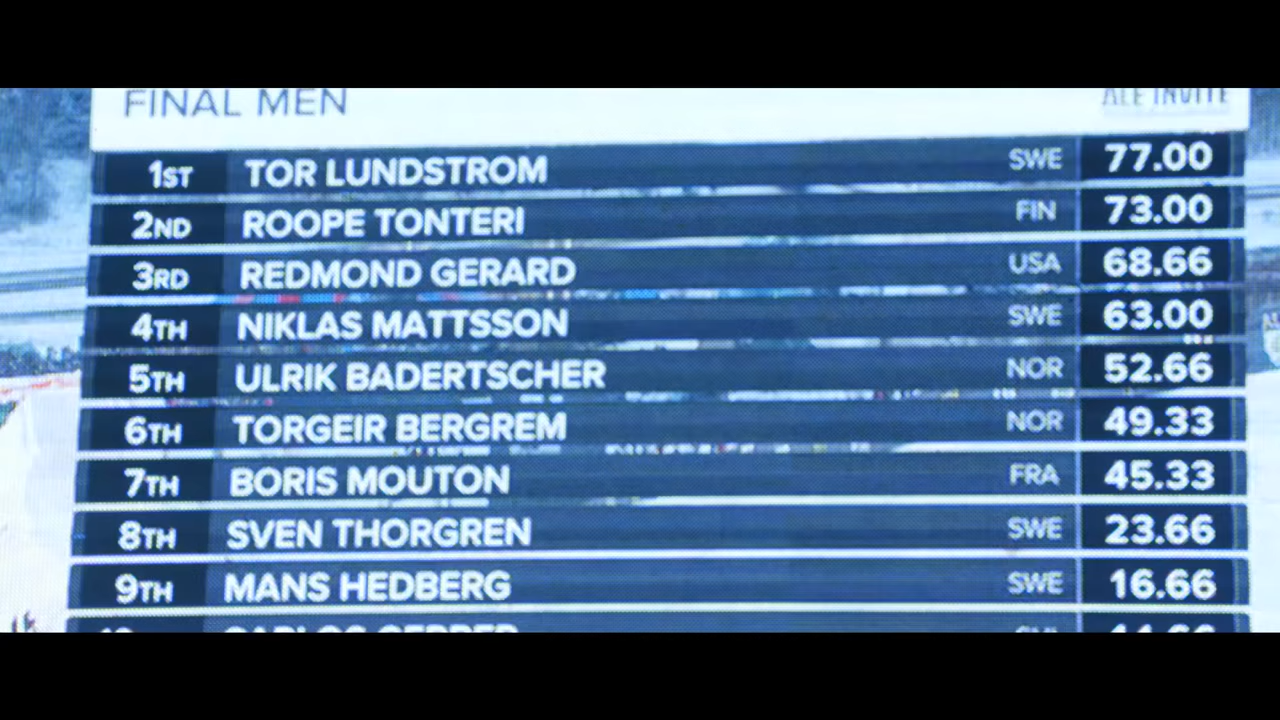 FINAL MEN
INVITE
1ST TOR LUNDSTROM SWE 77.00
2ND ROOPE TONTERI FIN 73.00
3RD REDMOND GERARD USA 68.66
4TH NIKLAS MATTSSON SWE 63.00
5TH ULRIK BADERTSCHER NOR 52.66
6TH TORGEIR BERGREM NOR 49.33
7TH BORIS MOUTON FRA 45.33
8TH SVEN THORGREN SWE 23.66
9TH MANS HEDBERG SWE 16.66